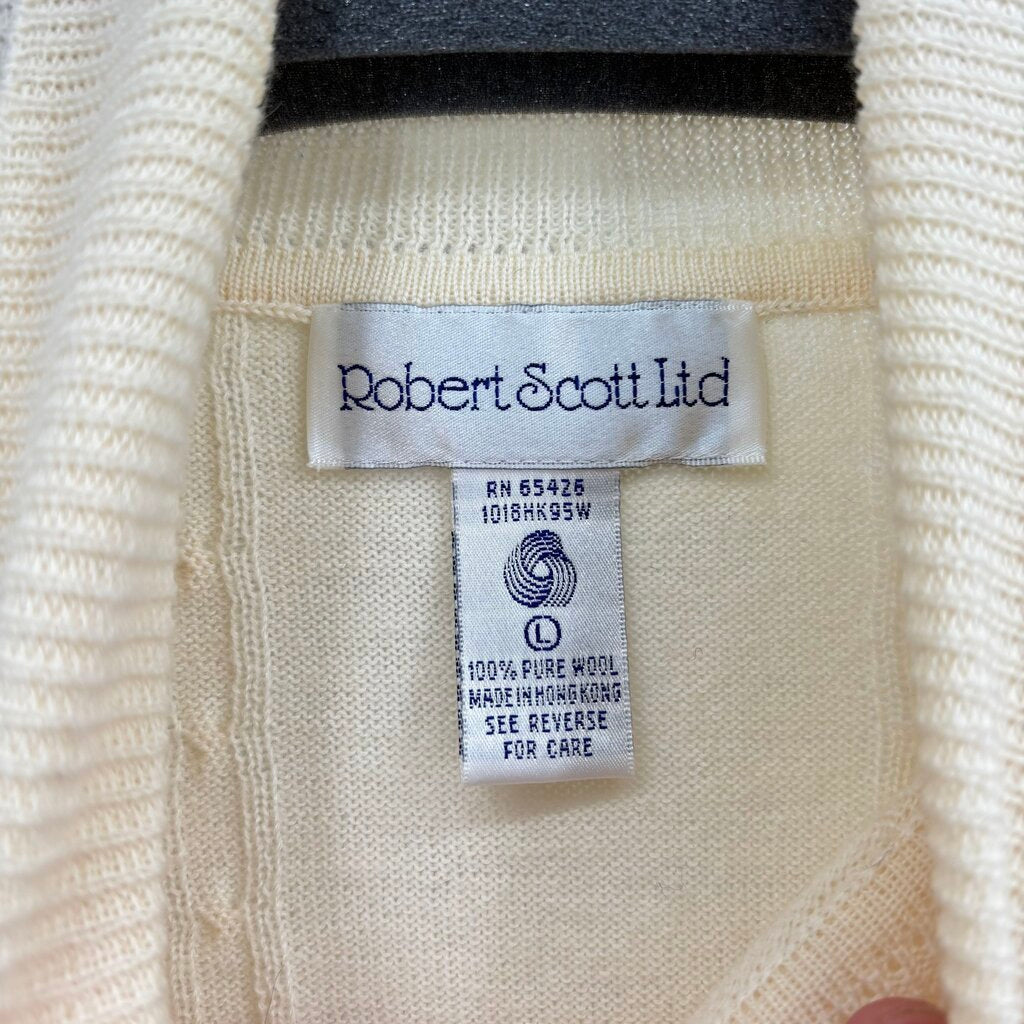 Robert Scott Ltd
RN 65426
1018HK95W
L
100% PURE WOOL
MADE IN HONG KONG
SEE REVERSE
FOR CARE